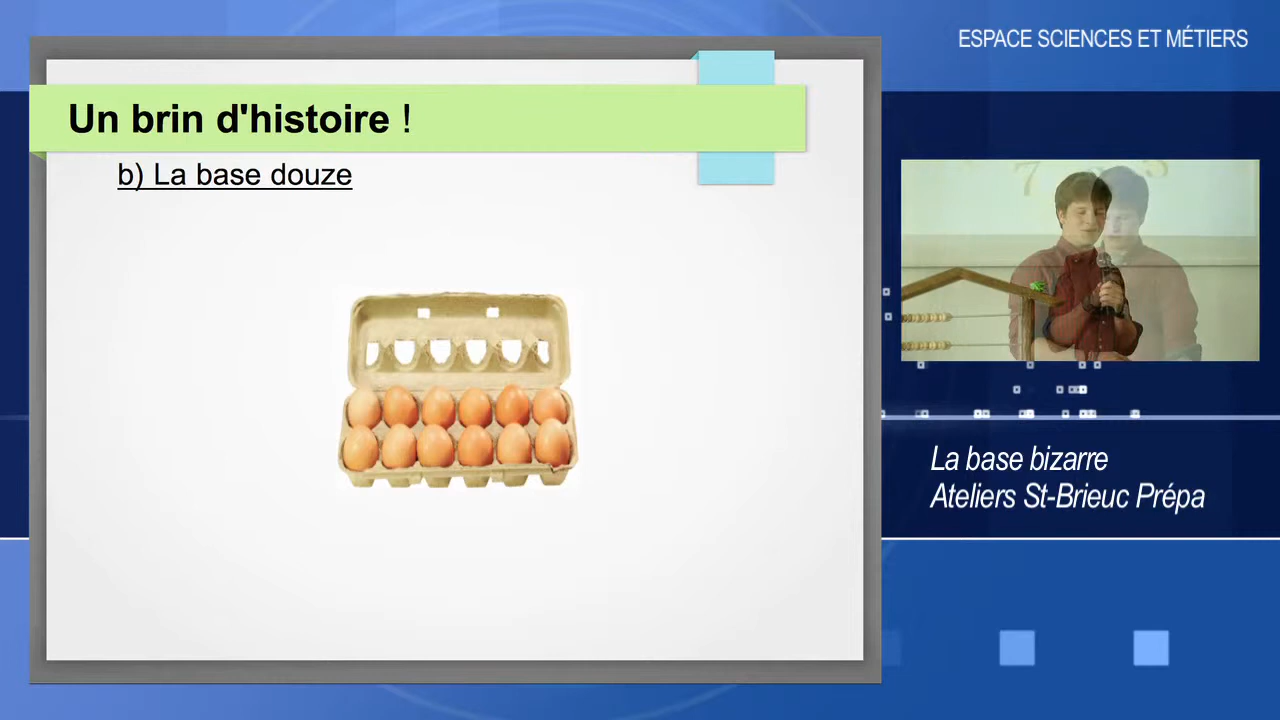 ESPACE SCIENCES ET MÉTIERS
Un brin d'histoire !
b) La base douze
La base bizarre
Ateliers St-Brieuc Prépa